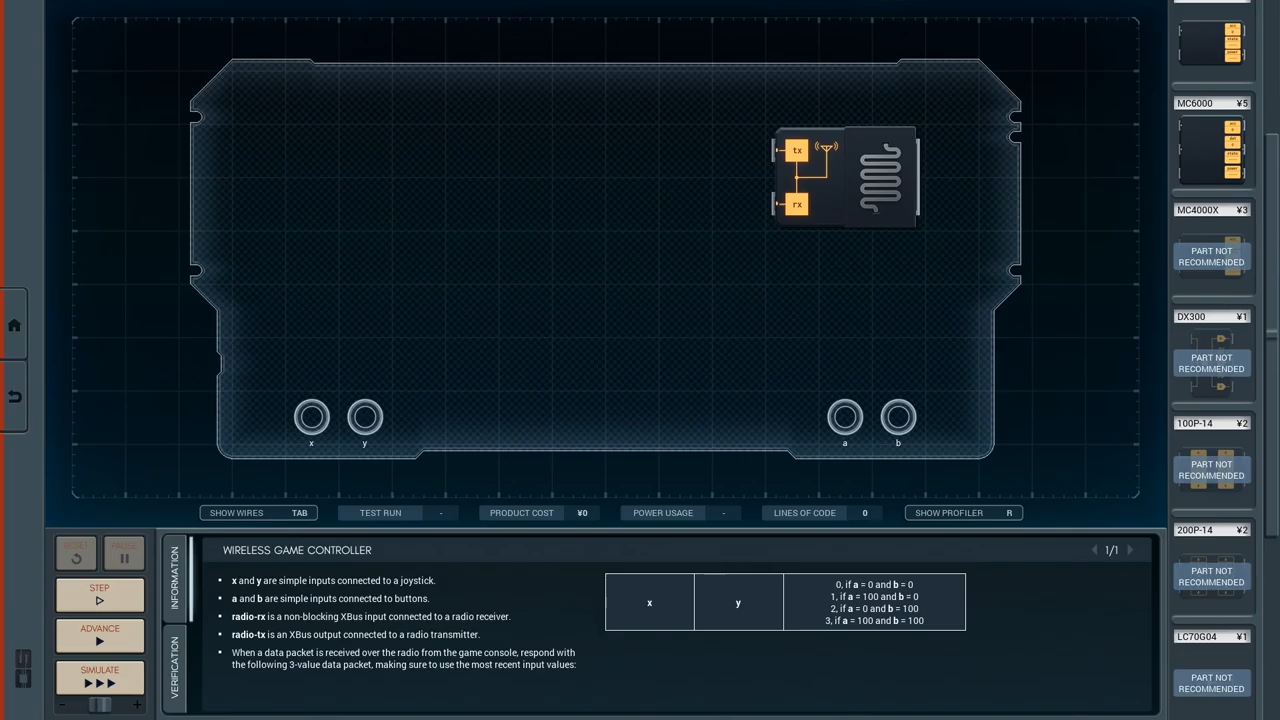 MC6000 ¥5
tx
rx
MC4000X ¥3
PART NOT
RECOMMENDED
DX300 ¥1
PART NOT
RECOMMENDED
100P-14 ¥2
PART NOT
RECOMMENDED
200P-14 ¥2
PART NOT
RECOMMENDED
LC70G04 ¥1
PART NOT
RECOMMENDED
x y a b
SHOW WIRES TAB TEST RUN - PRODUCT COST ¥0 POWER USAGE - LINES OF CODE 0 SHOW PROFILER R
RESET PAUSE
STEP
ADVANCE
SIMULATE
- +
INFORMATION
VERIFICATION
WIRELESS GAME CONTROLLER 1/1
x and y are simple inputs connected to a joystick.
a and b are simple inputs connected to buttons.
radio-rx is a non-blocking XBus input connected to a radio receiver.
radio-tx is an XBus output connected to a radio transmitter.
When a data packet is received over the radio from the game console, respond with
the following 3-value data packet, making sure to use the most recent input values:
x y
0, if a = 0 and b = 0
1, if a = 100 and b = 0
2, if a = 0 and b = 100
3, if a = 100 and b = 100